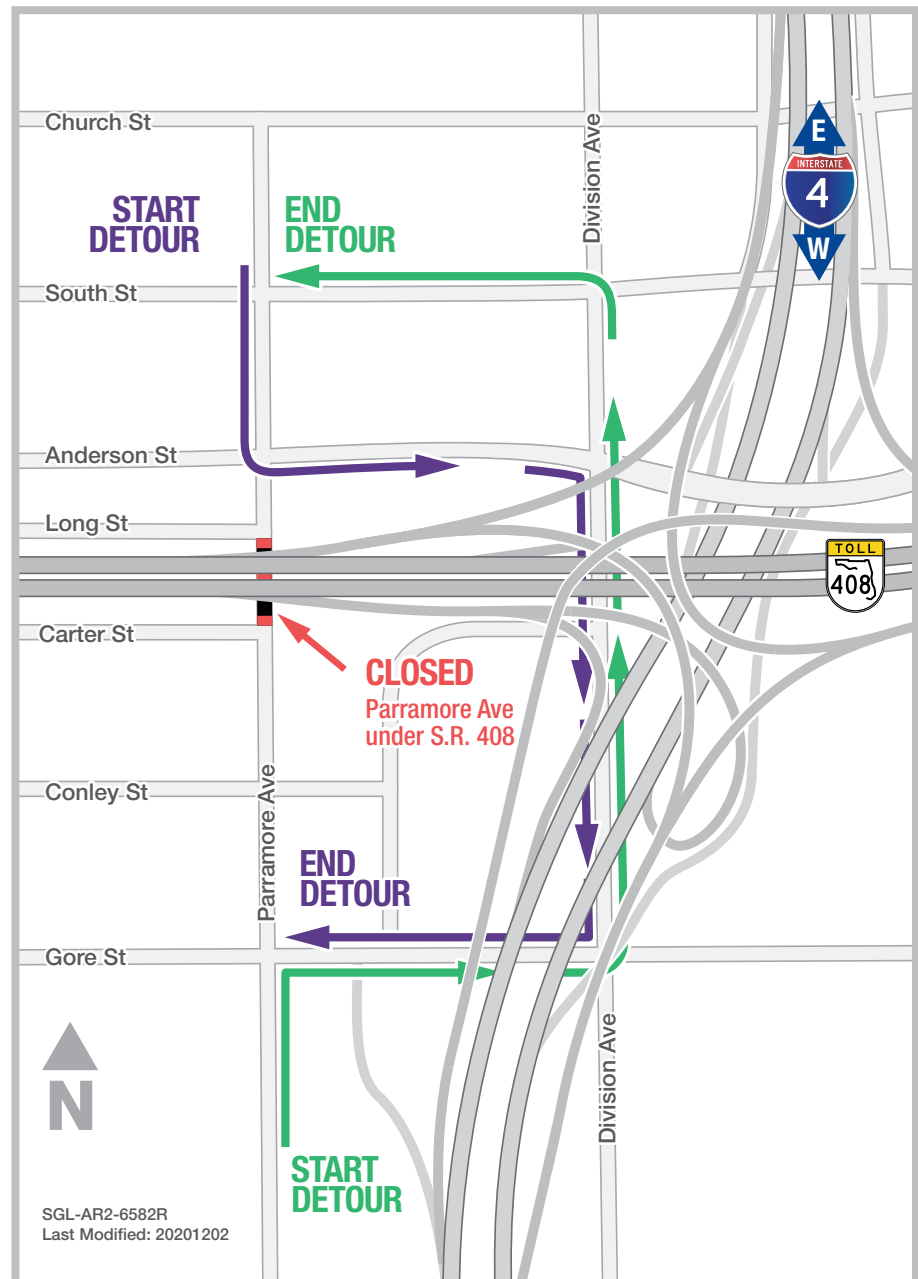 Church St
Division Ave
E
INTERSTATE
4
W
START
DETOUR
END
DETOUR
South St
Anderson St
Long St
TOLL
408
Carter St
CLOSED
Parramore Ave
under S.R. 408
Conley St
Parramore Ave
END
DETOUR
Gore St
Division Ave
N
START
DETOUR
SGL-AR2-6582R
Last Modified: 20201202